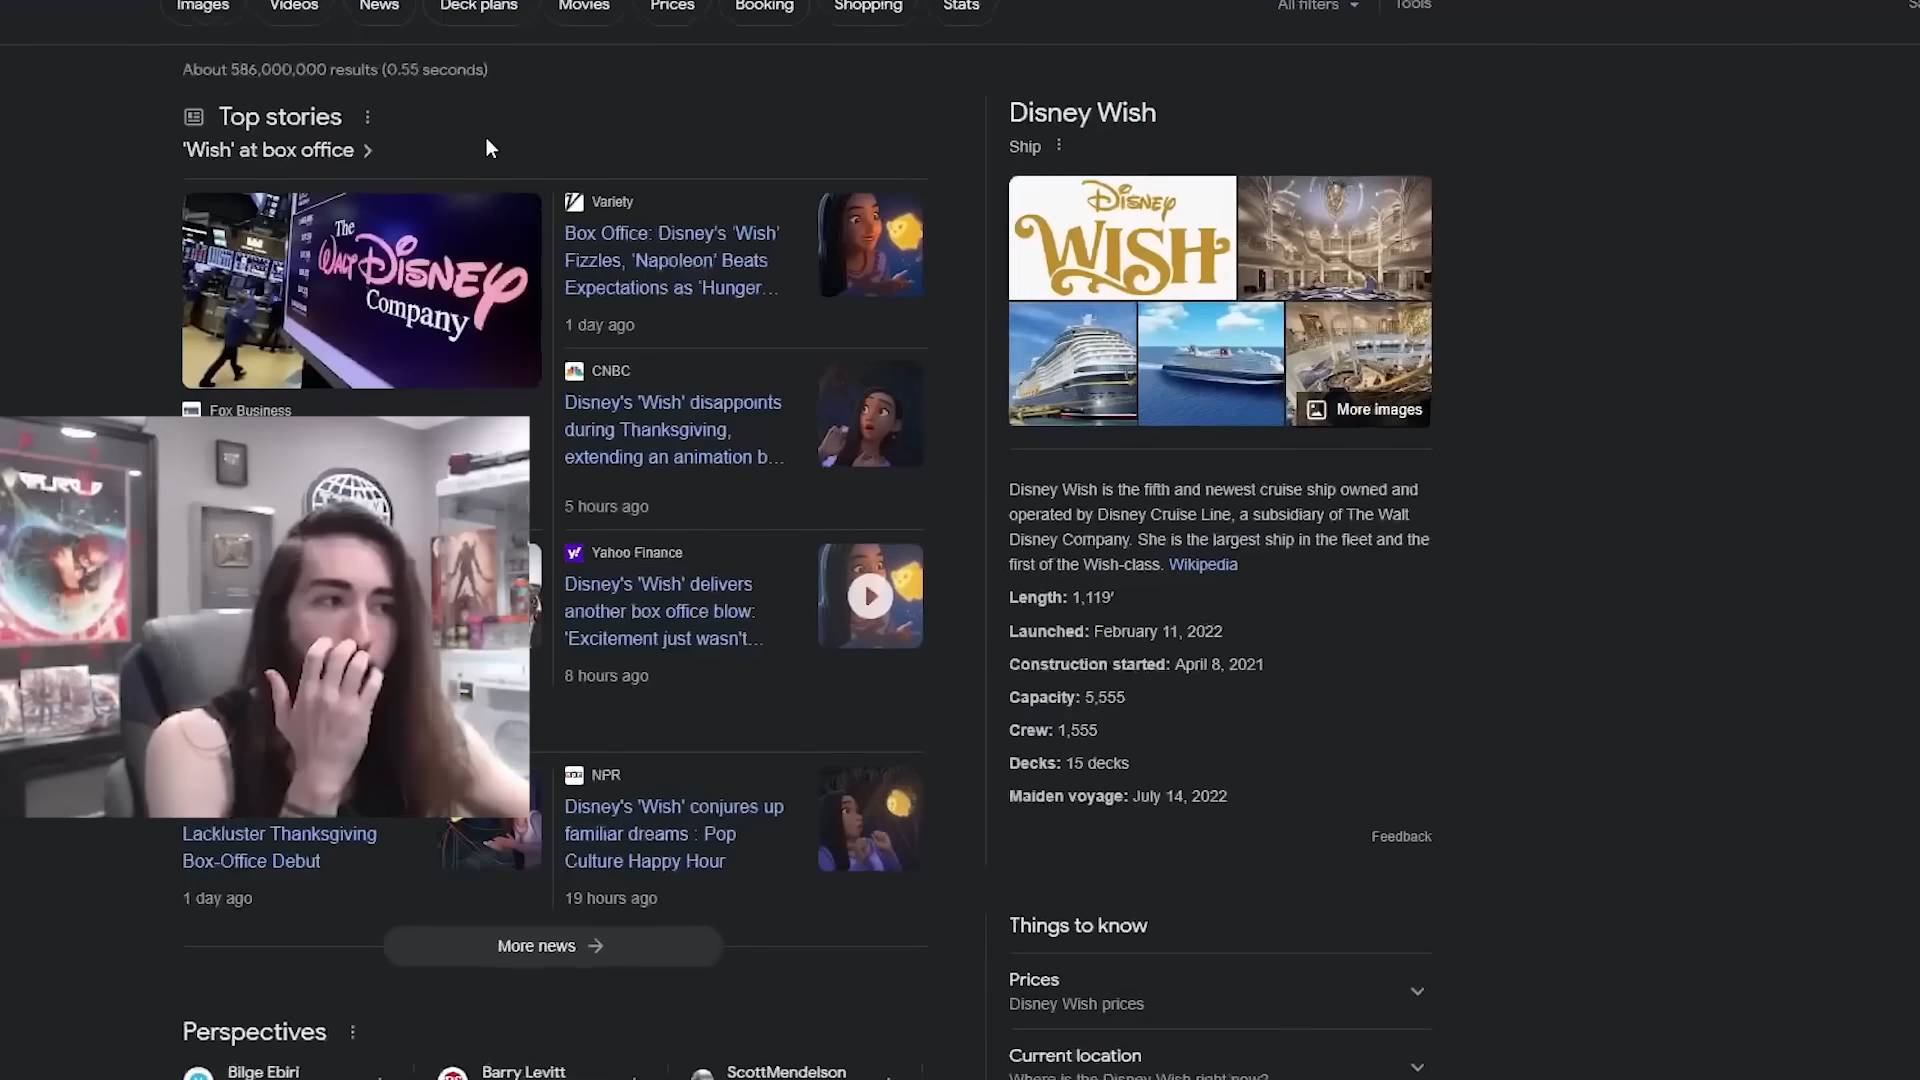 Images
Videos
News
Deck plans
Movies
Prices
Booking
Shopping
Stats
All filters
Tools
About 586,000,000 results (0.55 seconds)
Top stories
'Wish' at box office
The
WALT DISNEY
Company
Fox Business
Lackluster Thanksgiving
Box-Office Debut
1 day ago
Variety
Box Office: Disney's 'Wish'
Fizzles, 'Napoleon' Beats
Expectations as 'Hunger...
1 day ago
CNBC
Disney's 'Wish' disappoints
during Thanksgiving,
extending an animation b...
5 hours ago
Yahoo Finance
Disney's 'Wish' delivers
another box office blow:
'Excitement just wasn't...
8 hours ago
npr
NPR
Disney's 'Wish' conjures up
familiar dreams : Pop
Culture Happy Hour
19 hours ago
More news
Perspectives
Bilge Ebiri
Barry Levitt
ScottMendelson
Disney Wish
Ship
DISNEY
WISH
More images
Disney Wish is the fifth and newest cruise ship owned and
operated by Disney Cruise Line, a subsidiary of The Walt
Disney Company. She is the largest ship in the fleet and the
first of the Wish-class. Wikipedia
Length: 1,119′
Launched: February 11, 2022
Construction started: April 8, 2021
Capacity: 5,555
Crew: 1,555
Decks: 15 decks
Maiden voyage: July 14, 2022
Feedback
Things to know
Prices
Disney Wish prices
Current location
Where is the Disney Wish right now?